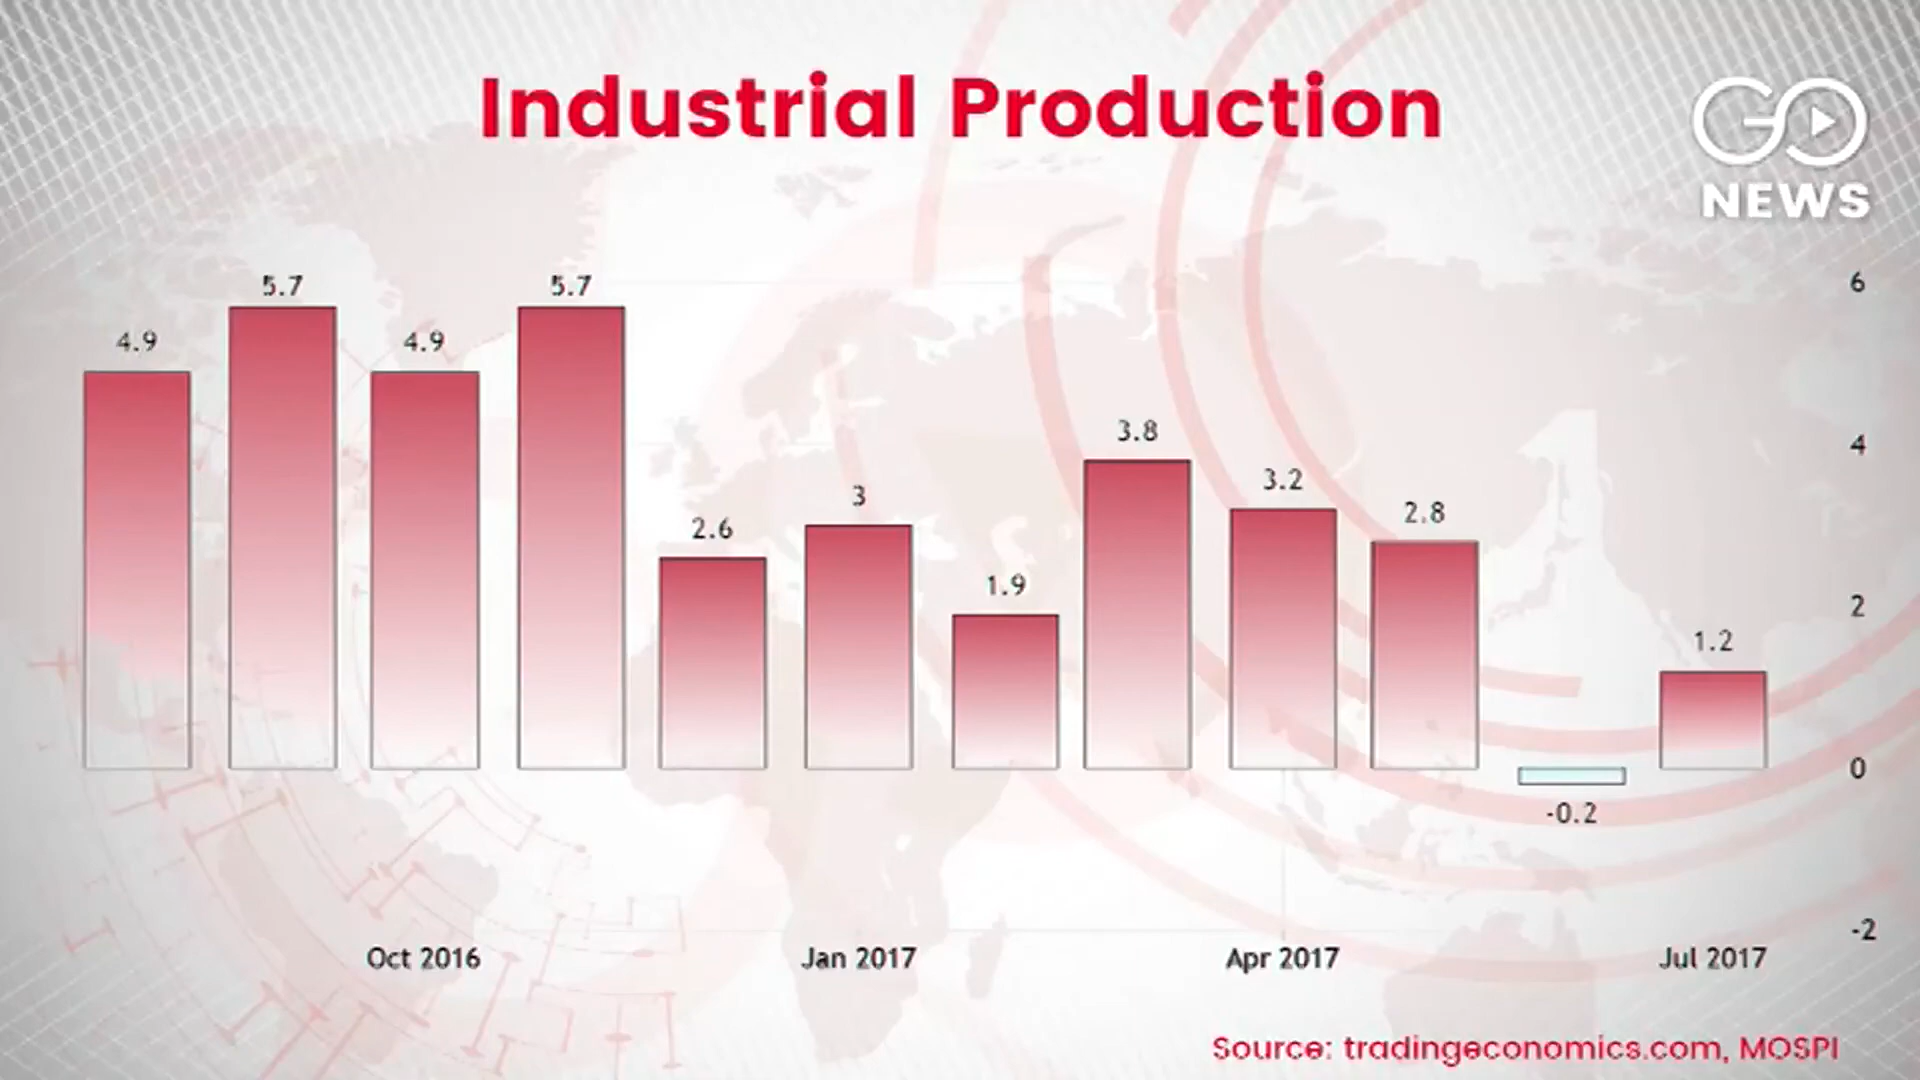 Industrial Production
GO
NEWS
5.7
5.7
6
4.9
4.9
3.8
4
3.2
3
2.8
2.6
1.9
2
1.2
0
-0.2
-2
Oct 2016
Jan 2017
Apr 2017
Jul 2017
Source: tradingeconomics.com, MOSPI